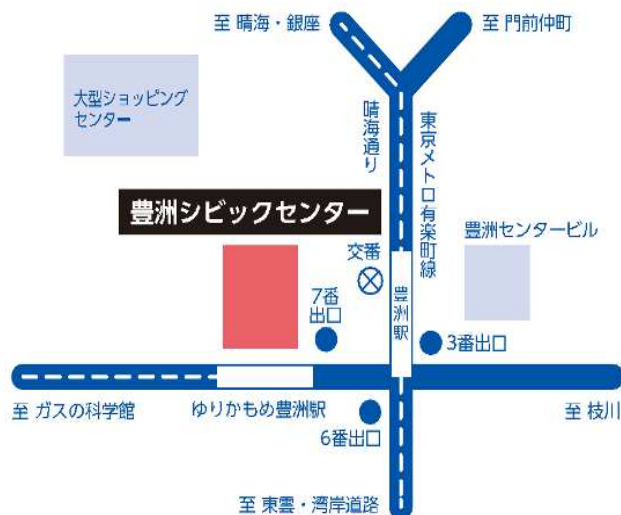 至 晴海・銀座
至 門前仲町
大型ショッピング
センター
晴海通り
東京メトロ有楽町線
豊洲シビックセンター
豊洲センタービル
交番
7番
出口
豊洲駅
3番出口
至 ガスの科学館
ゆりかもめ豊洲駅
6番出口
至 枝川
至 東雲・湾岸道路